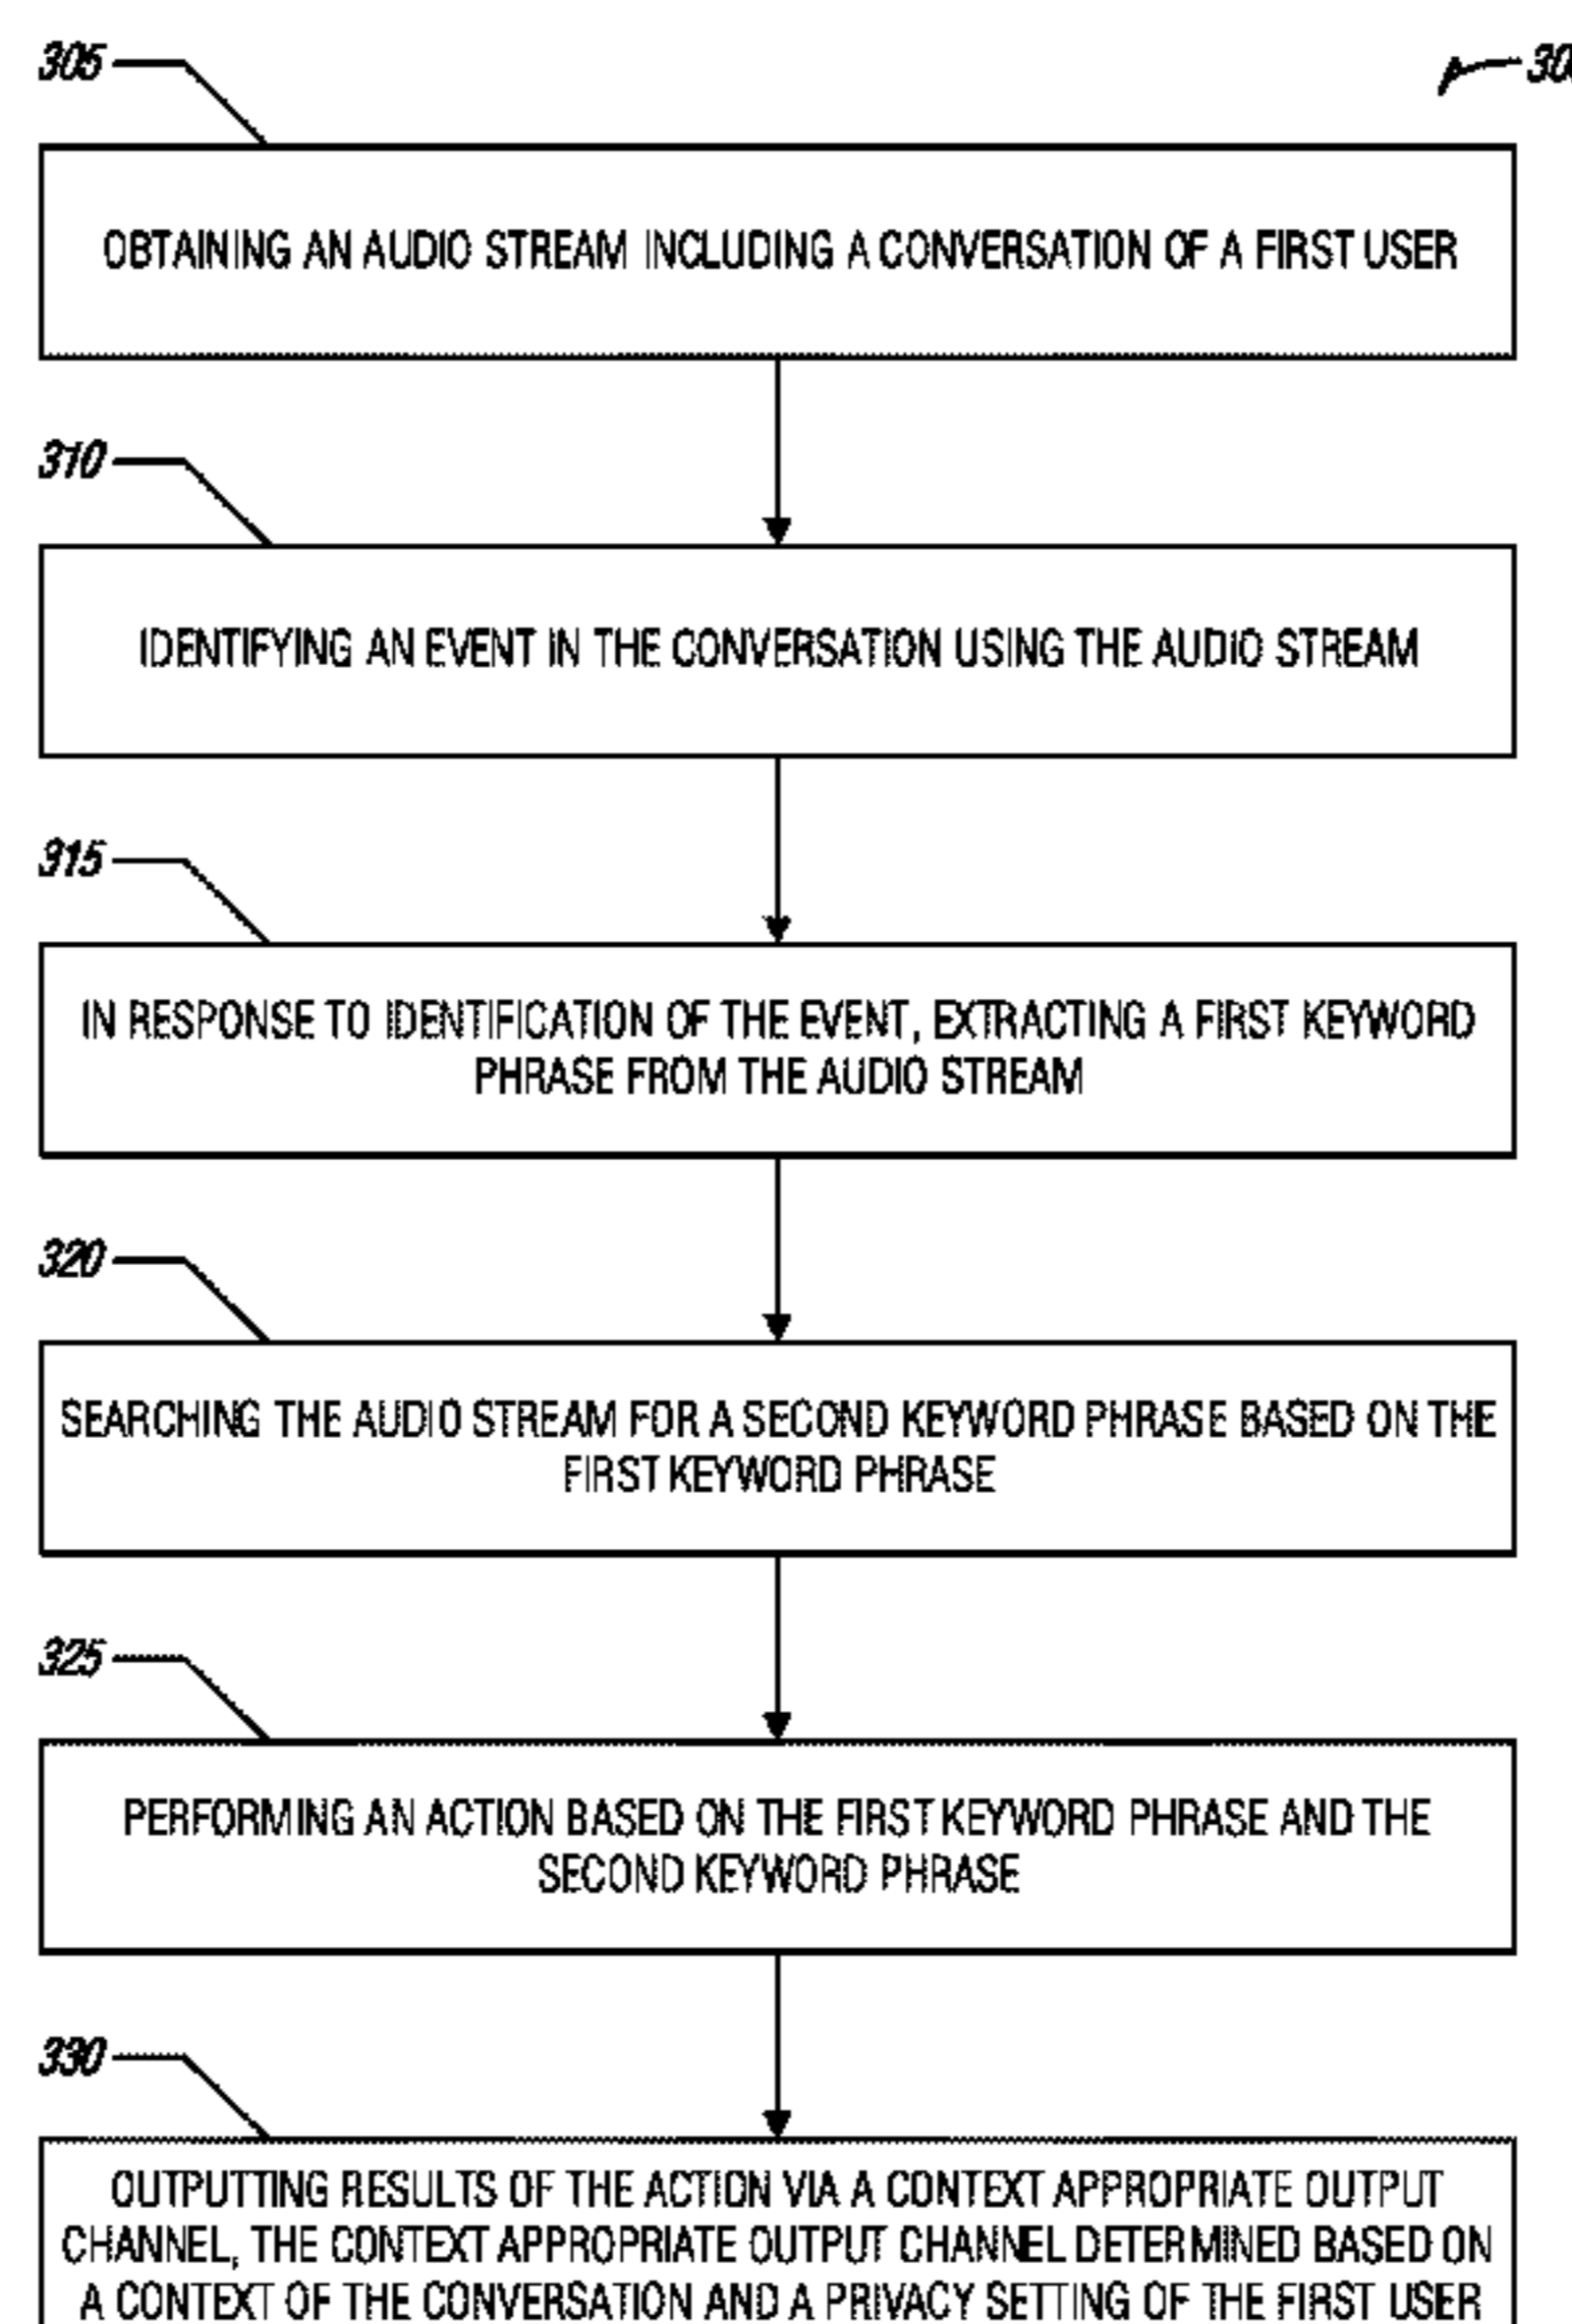 305
310
OBTAINING AN AUDIO STREAM INCLUDING A CONVERSATION OF A FIRST USER
IDENTIFYING AN EVENT IN THE CONVERSATION USING THE AUDIO STREAM
315
IN RESPONSE TO IDENTIFICATION OF THE EVENT, EXTRACTING A FIRST KEYWORD
PHRASE FROM THE AUDIO STREAM
320
SEARCHING THE AUDIO STREAM FOR A SECOND KEYWORD PHRASE BASED ON THE
FIRST KEYWORD PHRASE
325
PERFORMING AN ACTION BASED ON THE FIRST KEYWORD PHRASE AND THE
SECOND KEYWORD PHRASE
330
OUTPUTTING RESULTS OF THE ACTION VIA A CONTEXT APPROPRIATE OUTPUT
CHANNEL, THE CONTEXT APPROPRIATE OUTPUT CHANNEL DETERMINED BASED ON
A CONTEXT OF THE CONVERSATION AND A PRIVACY SETTING OF THE FIRST USER